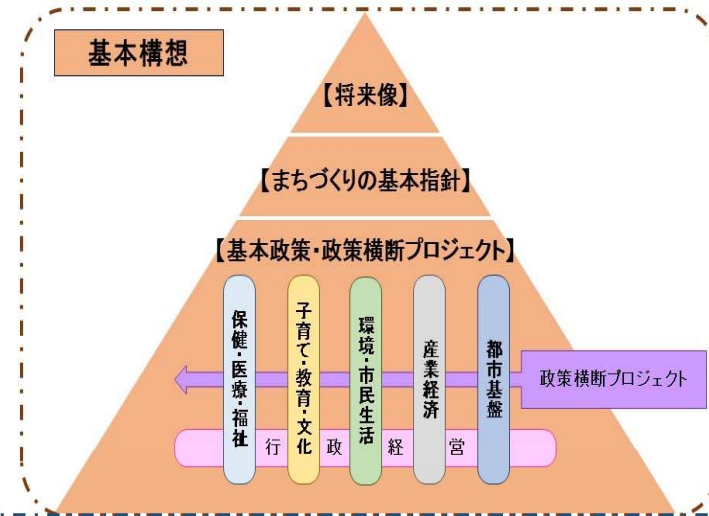 基本構想
【将来像】
【まちづくりの基本指針】
【基本政策・政策横断プロジェクト】
保健・医療・福祉
子育て・教育・文化
環境・市民生活
産業経済
都市基盤
政策横断プロジェクト
行政経営